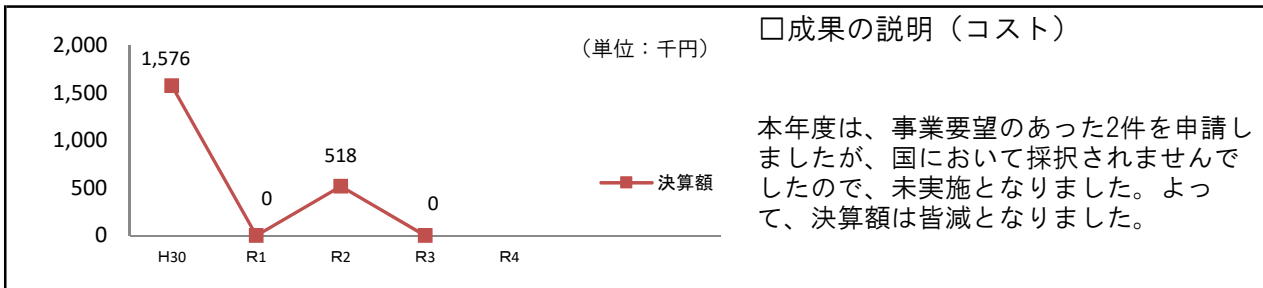 2,000
1,500
1,000
500
0
1,576
0
518
0
(単位:千円)
決算額
H30
R1
R2
R3
R4
□成果の説明(コスト)
本年度は、事業要望のあった2件を申請し
ましたが、国において採択されませんで
したので、未実施となりました。よっ
て、決算額は皆減となりました。